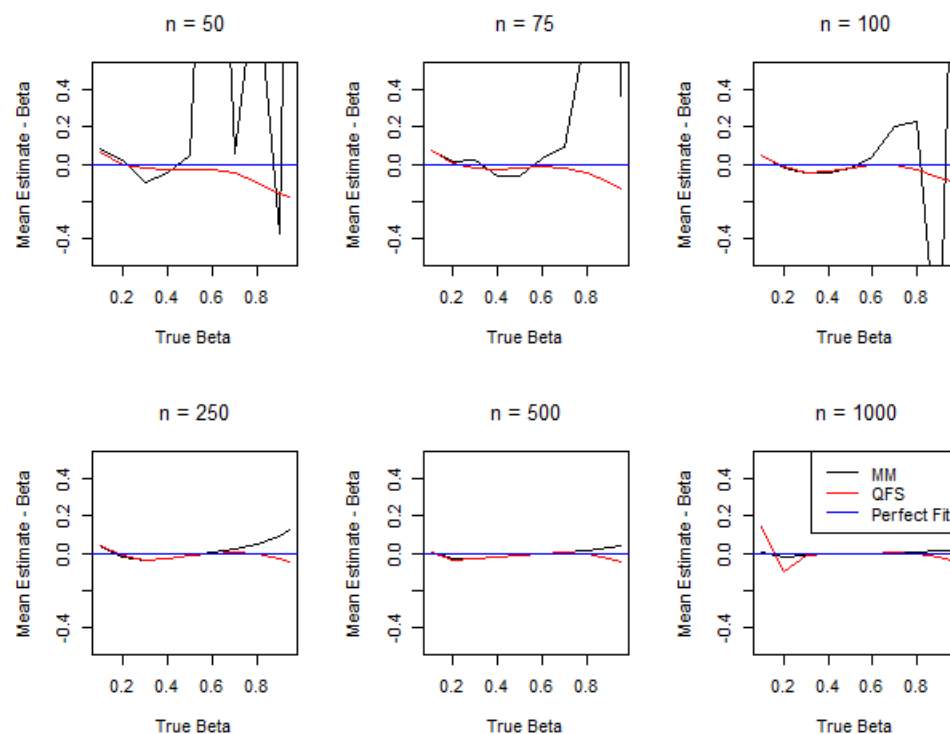 n = 50
n = 75
n = 100
Mean Estimate - Beta
-0.4 0.0 0.2 0.4
0.2 0.4 0.6 0.8
True Beta
Mean Estimate - Beta
-0.4 0.0 0.2 0.4
0.2 0.4 0.6 0.8
True Beta
Mean Estimate - Beta
-0.4 0.0 0.2 0.4
0.2 0.4 0.6 0.8
True Beta
n = 250
n = 500
n = 1000
Mean Estimate - Beta
-0.4 0.0 0.2 0.4
0.2 0.4 0.6 0.8
True Beta
Mean Estimate - Beta
-0.4 0.0 0.2 0.4
0.2 0.4 0.6 0.8
True Beta
Mean Estimate - Beta
-0.4 0.0 0.2 0.4
MM
QFS
Perfect Fit
0.2 0.4 0.6 0.8
True Beta